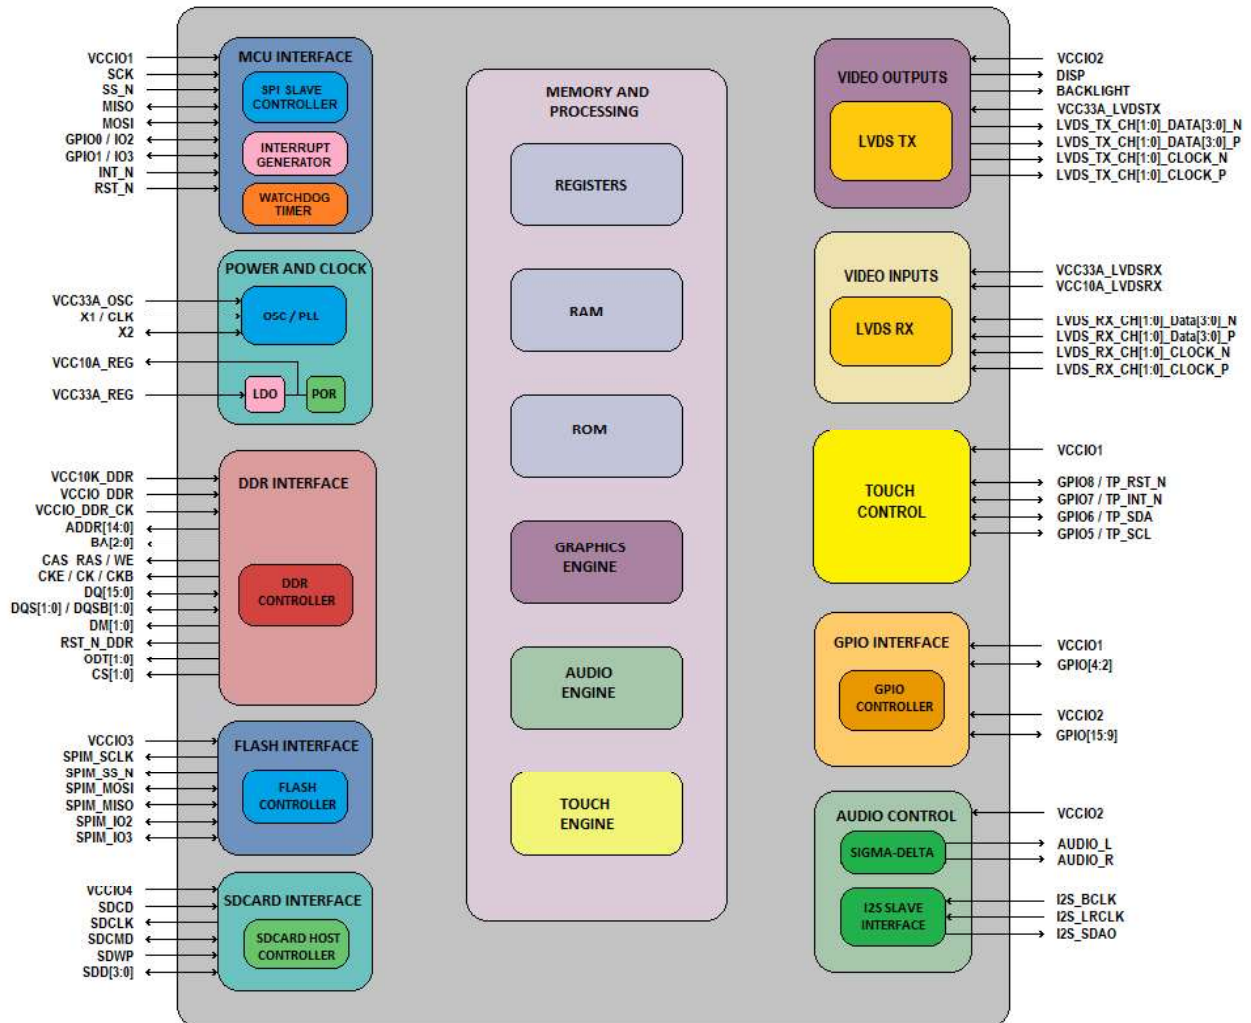 VCCIO1
SCK
SS_N
MISO
MOSI
GPIO0 / IO2
GPIO1 / IO3
INT_N
RST_N
MCU INTERFACE
SPI SLAVE
CONTROLLER
INTERRUPT
GENERATOR
WATCHDOG
TIMER
VCC33A_OSC
X1 / CLK
X2
VCC10A_REG
VCC33A_REG
POWER AND CLOCK
OSC / PLL
LDO
POR
VCC10K_DDR
VCCIO_DDR
VCCIO_DDR_CK
ADDR[14:0]
BA[2:0]
CAS RAS / WE
CKE / CK / CKB
DQ[15:0]
DQS[1:0] / DQSB[1:0]
DM[1:0]
RST_N_DDR
ODT[1:0]
CS[1:0]
DDR INTERFACE
DDR
CONTROLLER
VCCIO3
SPIM_SCLK
SPIM_SS_N
SPIM_MOSI
SPIM_MISO
SPIM_IO2
SPIM_IO3
FLASH INTERFACE
FLASH
CONTROLLER
VCCIO4
SDCD
SDCLK
SDCMD
SDWP
SDD[3:0]
SDCARD INTERFACE
SDCARD HOST
CONTROLLER
MEMORY AND
PROCESSING
REGISTERS
RAM
ROM
GRAPHICS
ENGINE
AUDIO
ENGINE
TOUCH
ENGINE
VIDEO OUTPUTS
LVDS TX
VCCIO2
DISP
BACKLIGHT
VCC33A_LVDSTX
LVDS_TX_CH[1:0]_DATA[3:0]_N
LVDS_TX_CH[1:0]_DATA[3:0]_P
LVDS_TX_CH[1:0]_CLOCK_N
LVDS_TX_CH[1:0]_CLOCK_P
VIDEO INPUTS
LVDS RX
VCC33A_LVDSRX
VCC10A_LVDSRX
LVDS_RX_CH[1:0]_Data[3:0]_N
LVDS_RX_CH[1:0]_Data[3:0]_P
LVDS_RX_CH[1:0]_CLOCK_N
LVDS_RX_CH[1:0]_CLOCK_P
TOUCH
CONTROL
VCCIO1
GPIO8 / TP_RST_N
GPIO7 / TP_INT_N
GPIO6 / TP_SDA
GPIO5 / TP_SCL
GPIO INTERFACE
GPIO
CONTROLLER
VCCIO1
GPIO[4:2]
VCCIO2
GPIO[15:9]
AUDIO CONTROL
SIGMA-DELTA
I2S SLAVE
INTERFACE
VCCIO2
AUDIO_L
AUDIO_R
I2S_BCLK
I2S_LRCLK
I2S_SDAO